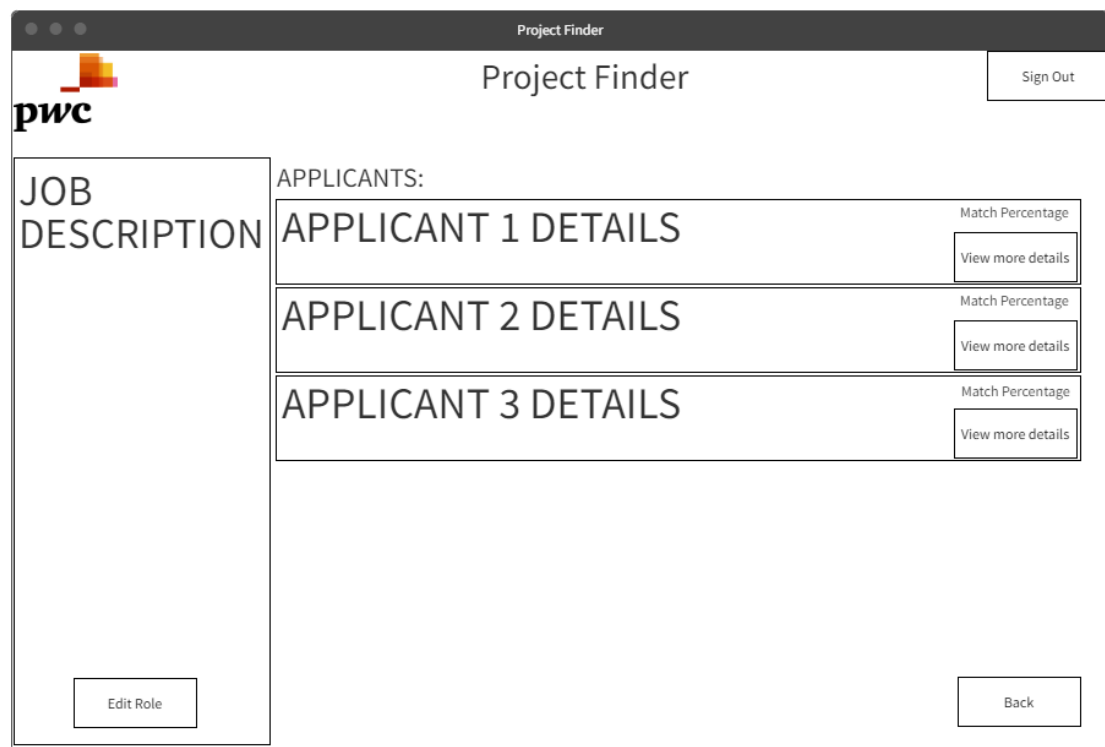 Project Finder
Project Finder
Sign Out
pwc
JOB
DESCRIPTION
APPLICANTS:
APPLICANT 1 DETAILS
Match Percentage
View more details
APPLICANT 2 DETAILS
Match Percentage
View more details
APPLICANT 3 DETAILS
Match Percentage
View more details
Edit Role
Back